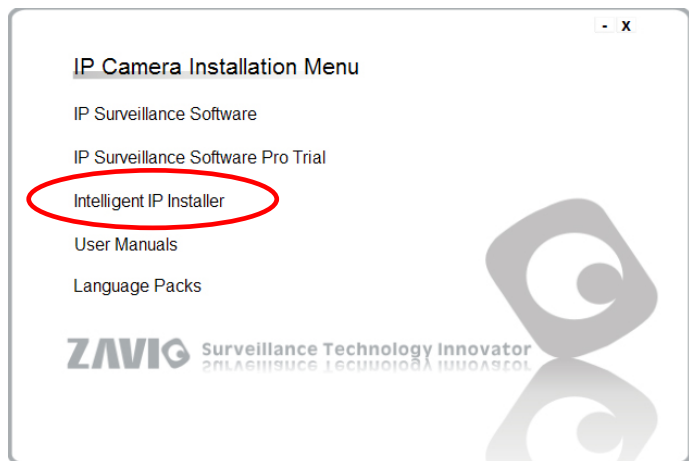 - X
IP Camera Installation Menu
IP Surveillance Software
IP Surveillance Software Pro Trial
Intelligent IP Installer
User Manuals
Language Packs
ZAVIO Surveillance Technology Innovator